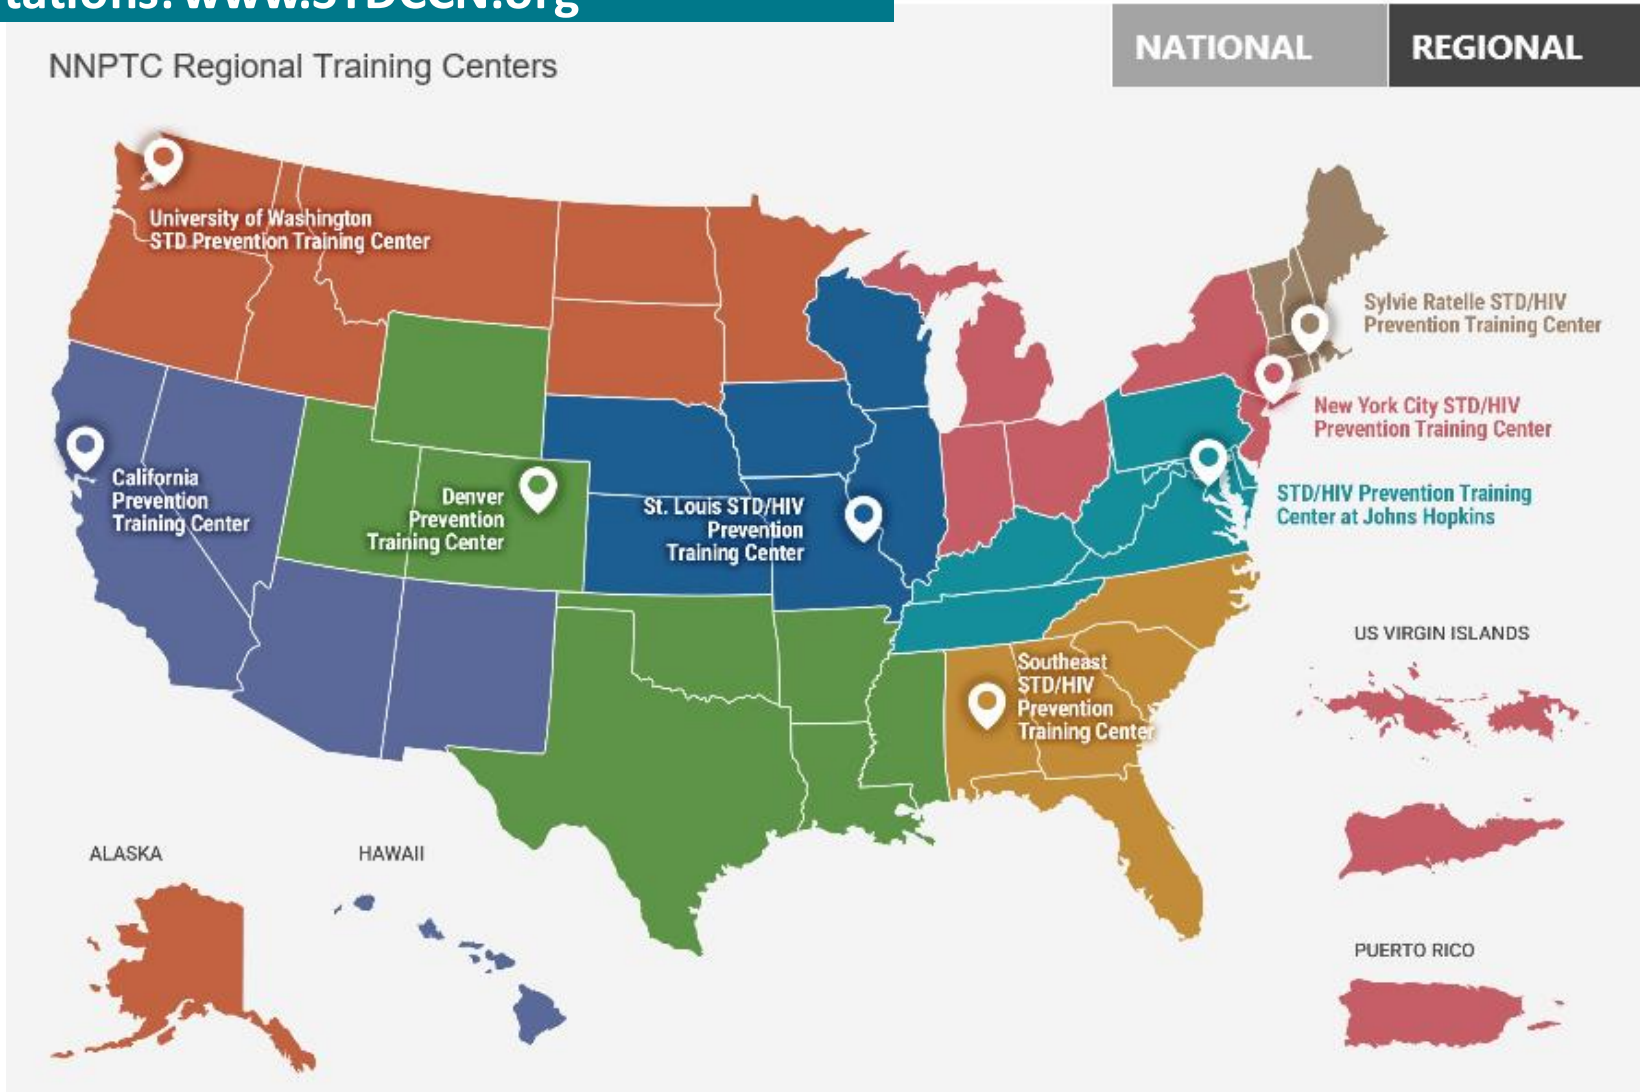 www.STDCCN.org
NNPTC Regional Training Centers
NATIONAL
REGIONAL
University of Washington
STD Prevention Training Center
Sylvie Ratelle STD/HIV
Prevention Training Center
New York City STD/HIV
Prevention Training Center
California
Prevention
Training Center
Denver
Prevention
Training Center
St. Louis STD/HIV
Prevention
Training Center
STD/HIV Prevention Training
Center at Johns Hopkins
Southeast
STD/HIV
Prevention
Training Center
US VIRGIN ISLANDS
ALASKA
HAWAII
PUERTO RICO